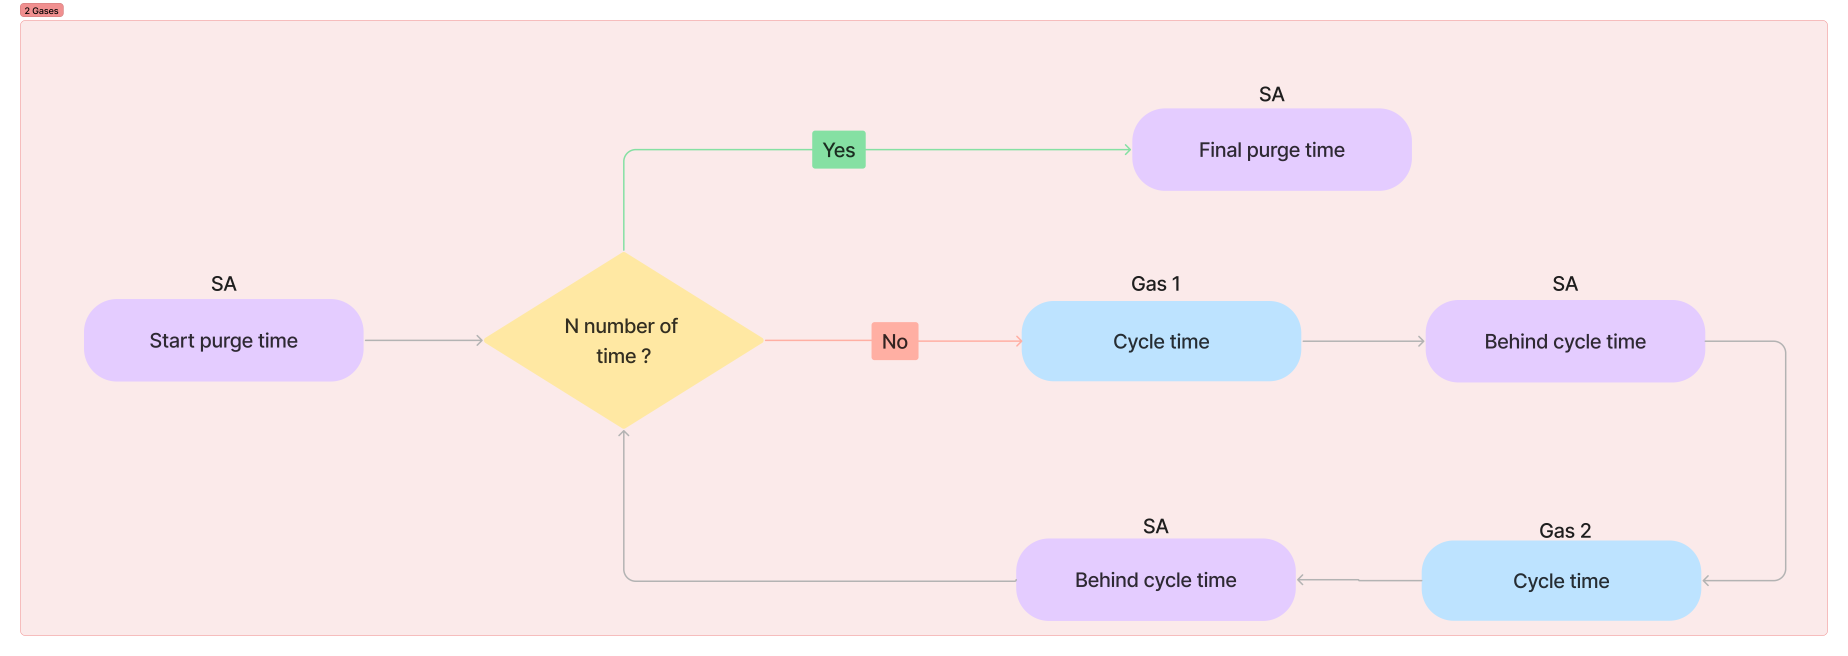 2 Gases
SA
Final purge time
Yes
SA
Start purge time
N number of
time ?
No
Gas 1
Cycle time
SA
Behind cycle time
SA
Behind cycle time
Gas 2
Cycle time